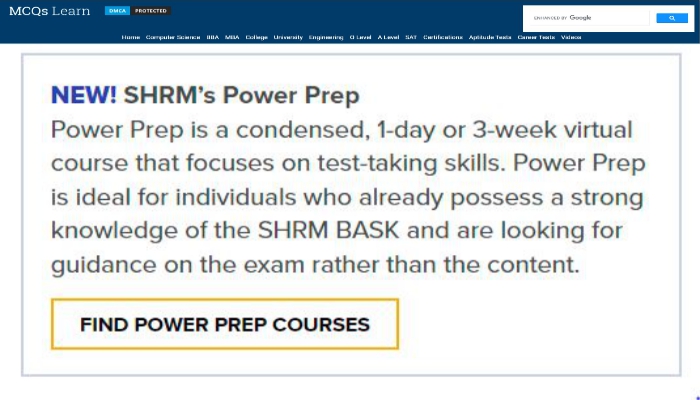 MCQs Learn DMCA PROTECTED
ENHANCED BY Google
Home Computer Science BBA MBA College University Engineering O Level A Level SAT Certifications Aptitude Tests Career Tests Videos
NEW! SHRM's Power Prep
Power Prep is a condensed, 1-day or 3-week virtual
course that focuses on test-taking skills. Power Prep
is ideal for individuals who already possess a strong
knowledge of the SHRM BASK and are looking for
guidance on the exam rather than the content.
FIND POWER PREP COURSES